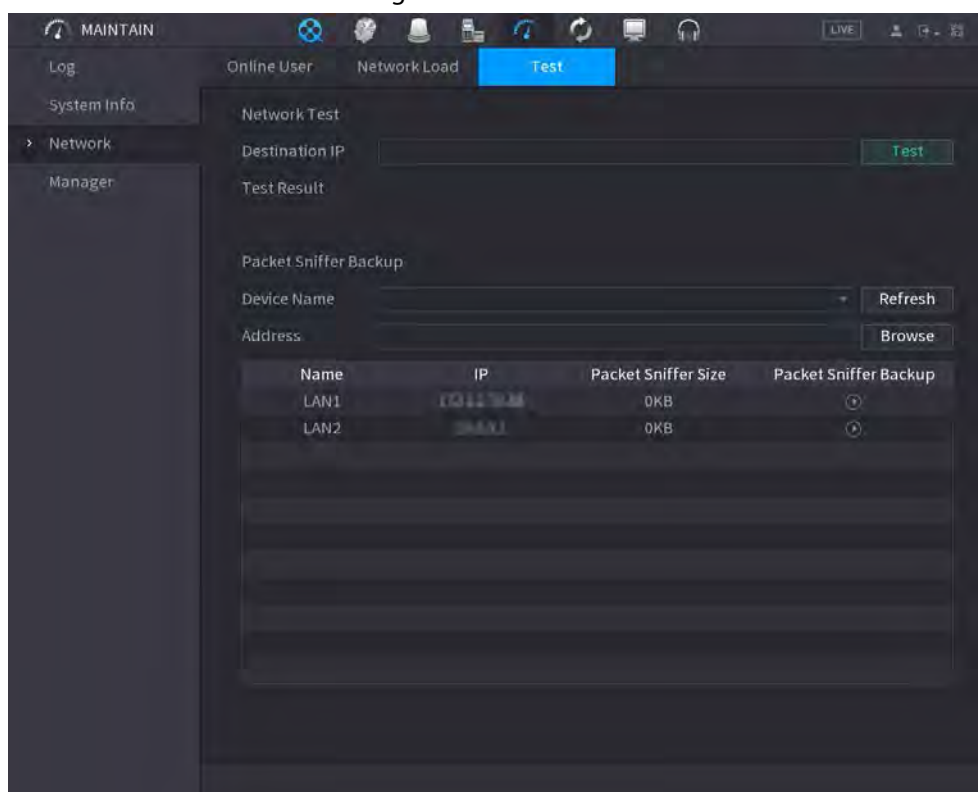 MAINTAIN LIVE
Log Online User Network Load Test
System Info Network Test
Network Destination IP Test
Manager Test Result
Packet Sniffer Backup
Device Name Refresh
Address Browse
Name IP Packet Sniffer Size Packet Sniffer Backup
LAN1 0KB
LAN2 0KB